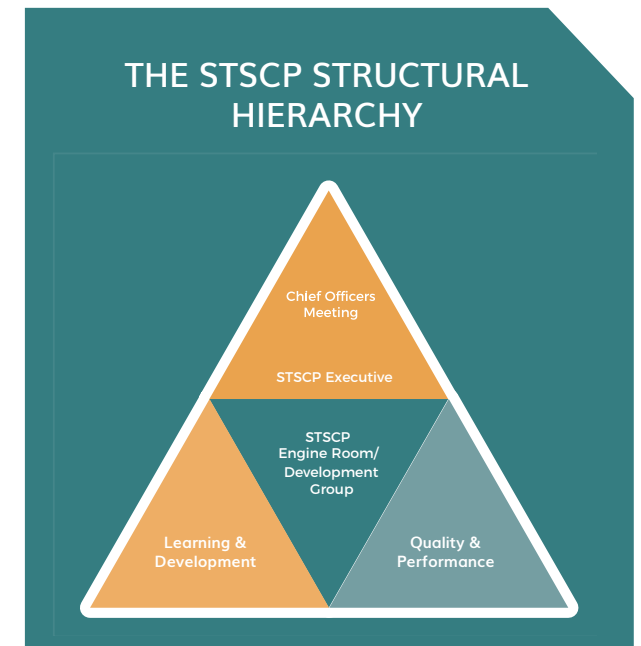 THE STSCP STRUCTURAL
HIERARCHY
Chief Officers
Meeting
STSCP Executive
STSCP
Engine Room/
Development
Group
Learning &
Development
Quality &
Performance